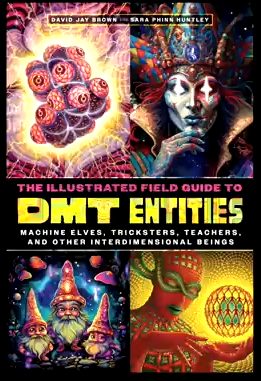 DAVID JAY BROWN AND SARA PHINN HUNTLEY
THE ILLUSTRATED FIELD GUIDE TO
DMT ENTITIES
MACHINE ELVES, TRICKSTERS, TEACHERS,
AND OTHER INTERDIMENSIONAL BEINGS